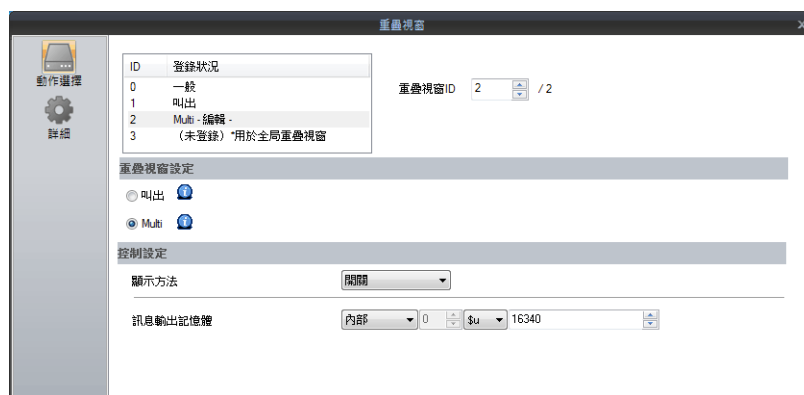 重疊視窗
動作選擇
詳細
ID 登錄狀況
0 一般
1 叫出
2 Multi - 編輯 -
3 （未登錄）*用於全局重疊視窗
重疊視窗ID 2 / 2
重疊視窗設定
叫出
Multi
控制設定
顯示方法 開關
訊息輸出記憶體 內部 0 $u 16340